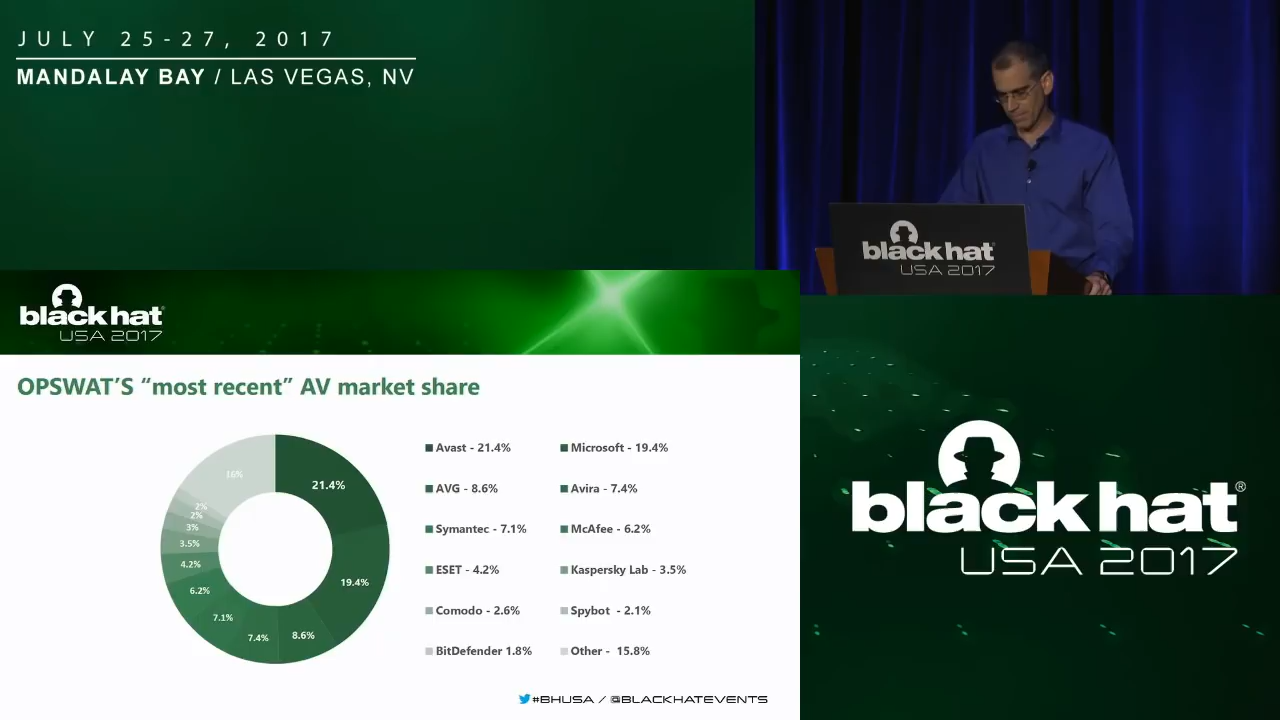 JULY 25-27, 2017
MANDALAY BAY / LAS VEGAS, NV
black hat
USA 2017
black hat®
USA 2017
OPSWAT'S “most recent” AV market share
16%
2%
2%
3%
3.5%
4.2%
6.2%
7.1%
7.4%
8.6%
19.4%
21.4%
Avast - 21.4%
Microsoft - 19.4%
AVG - 8.6%
Avira - 7.4%
Symantec - 7.1%
McAfee - 6.2%
ESET - 4.2%
Kaspersky Lab - 3.5%
Comodo - 2.6%
Spybot - 2.1%
BitDefender 1.8%
Other - 15.8%
#BHUSA / @BLACKHATEVENTS
black hat®
USA 2017